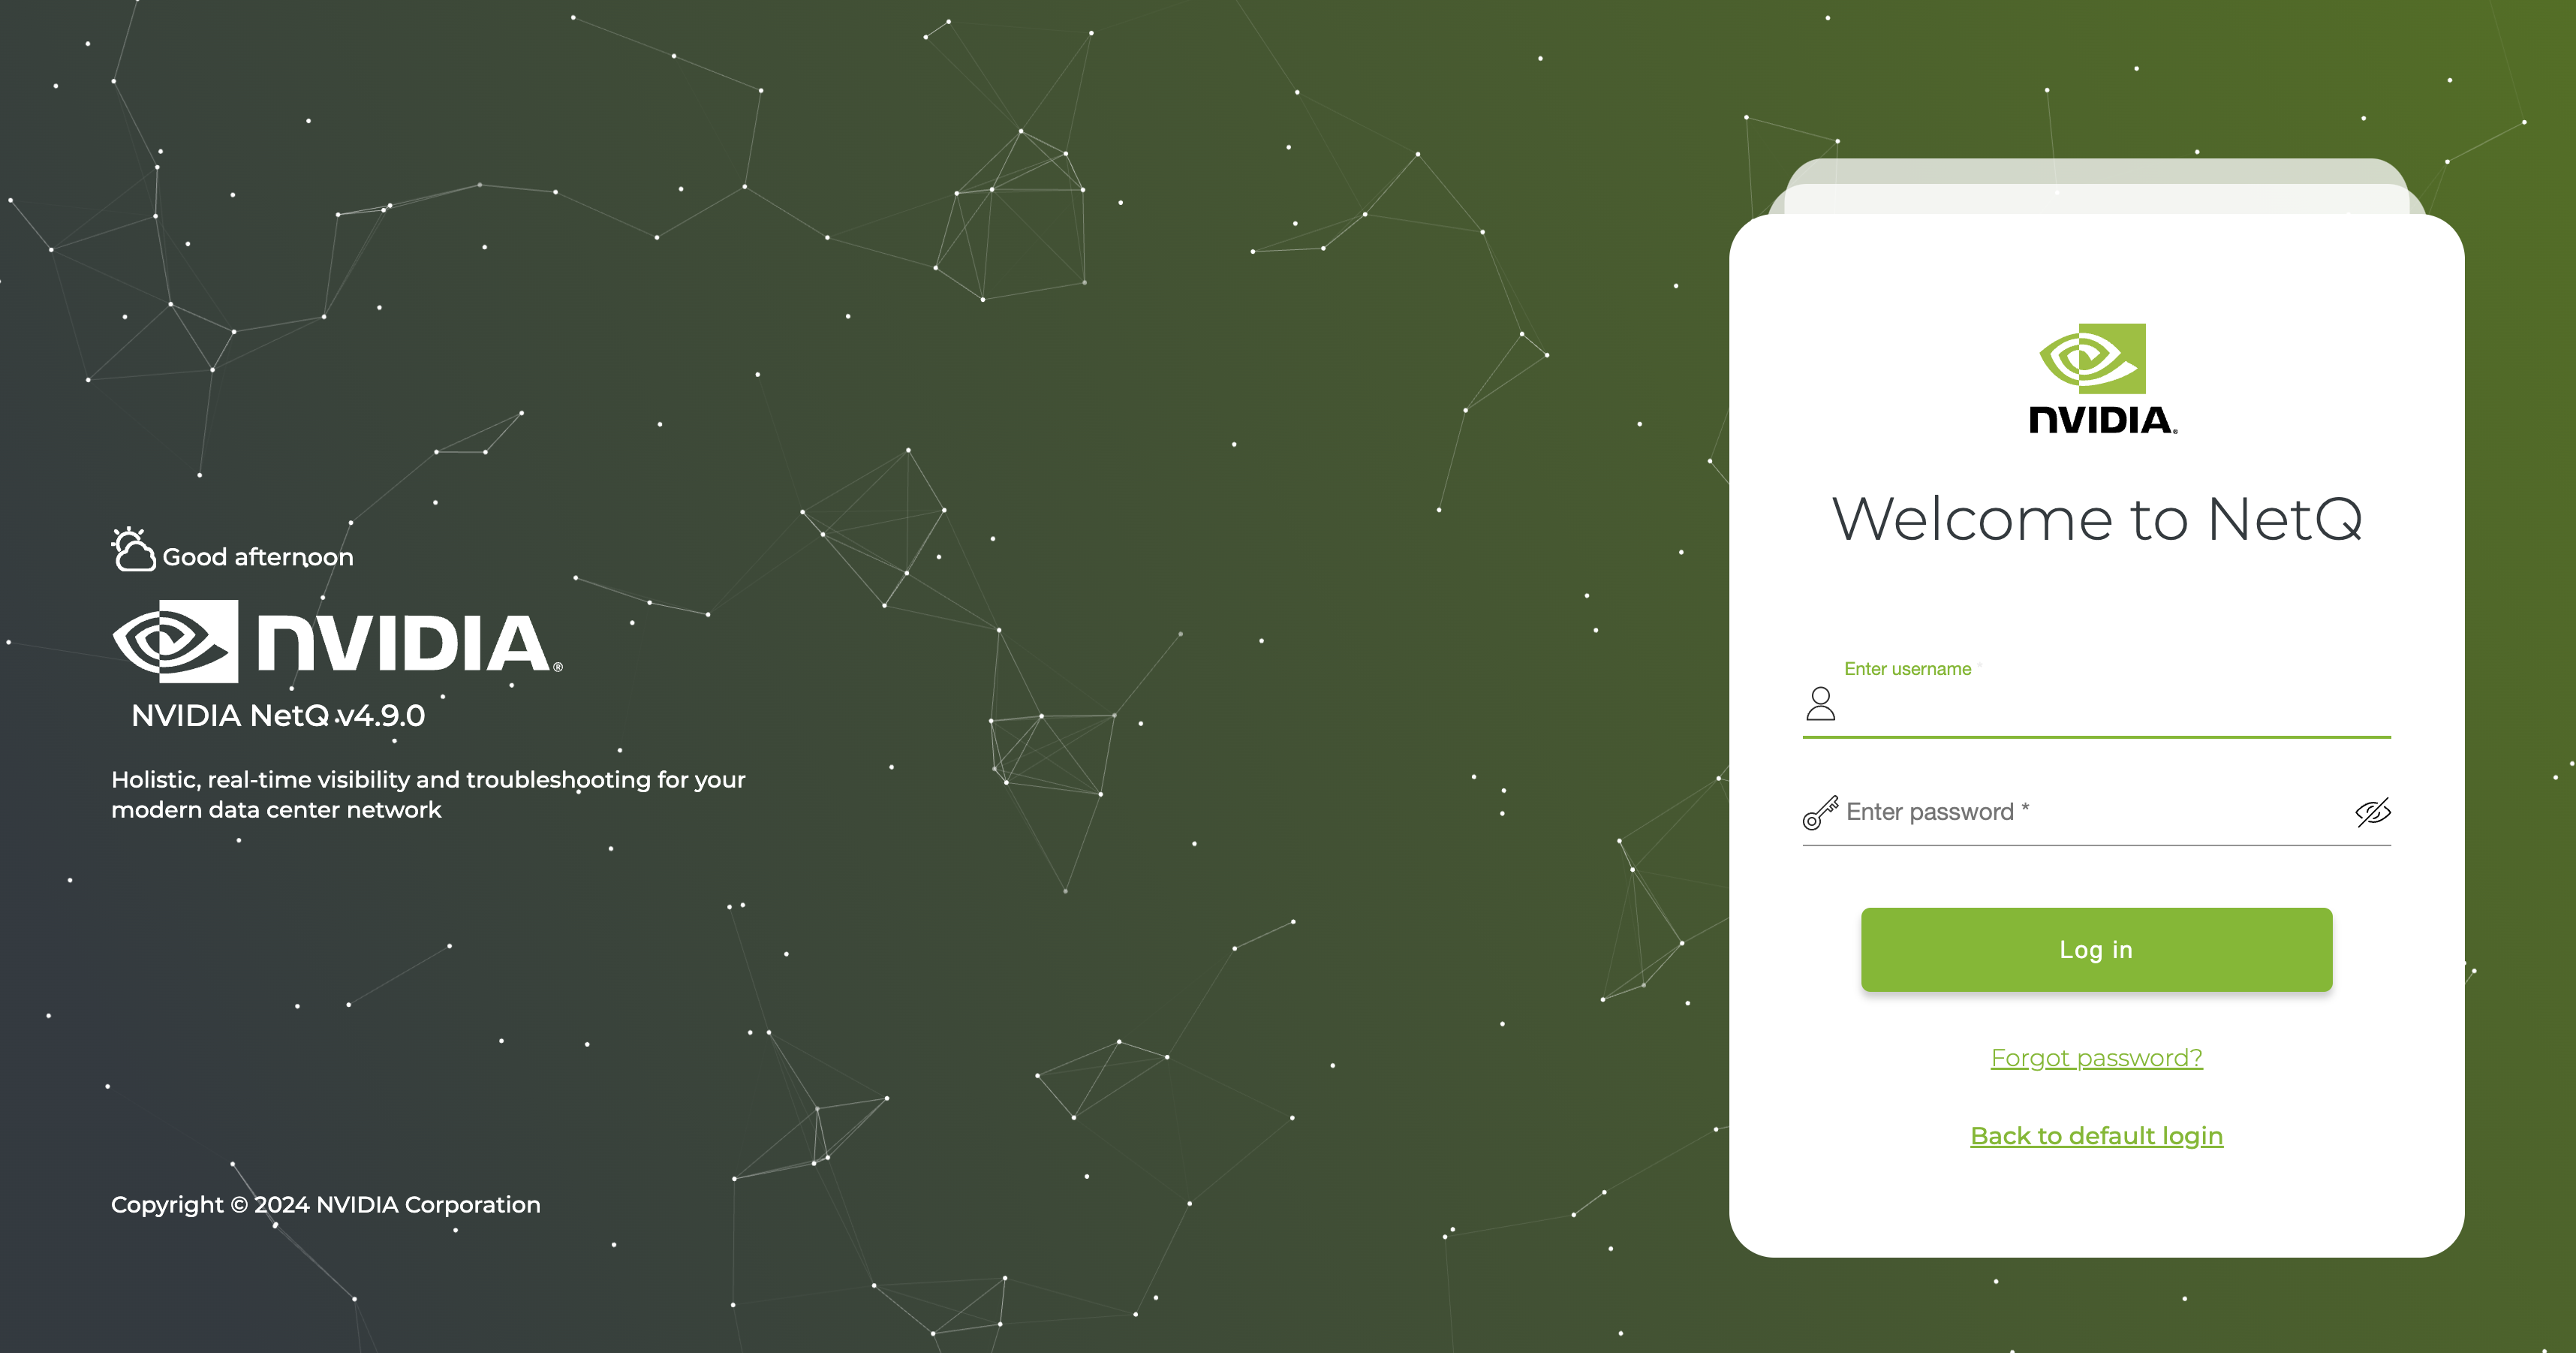 Good afternoon
NVIDIA®
NVIDIA NetQ v4.9.0
Holistic, real-time visibility and troubleshooting for your
modern data center network
Copyright © 2024 NVIDIA Corporation
NVIDIA®
Welcome to NetQ
Enter username *
Enter password *
Log in
Forgot password?
Back to default login